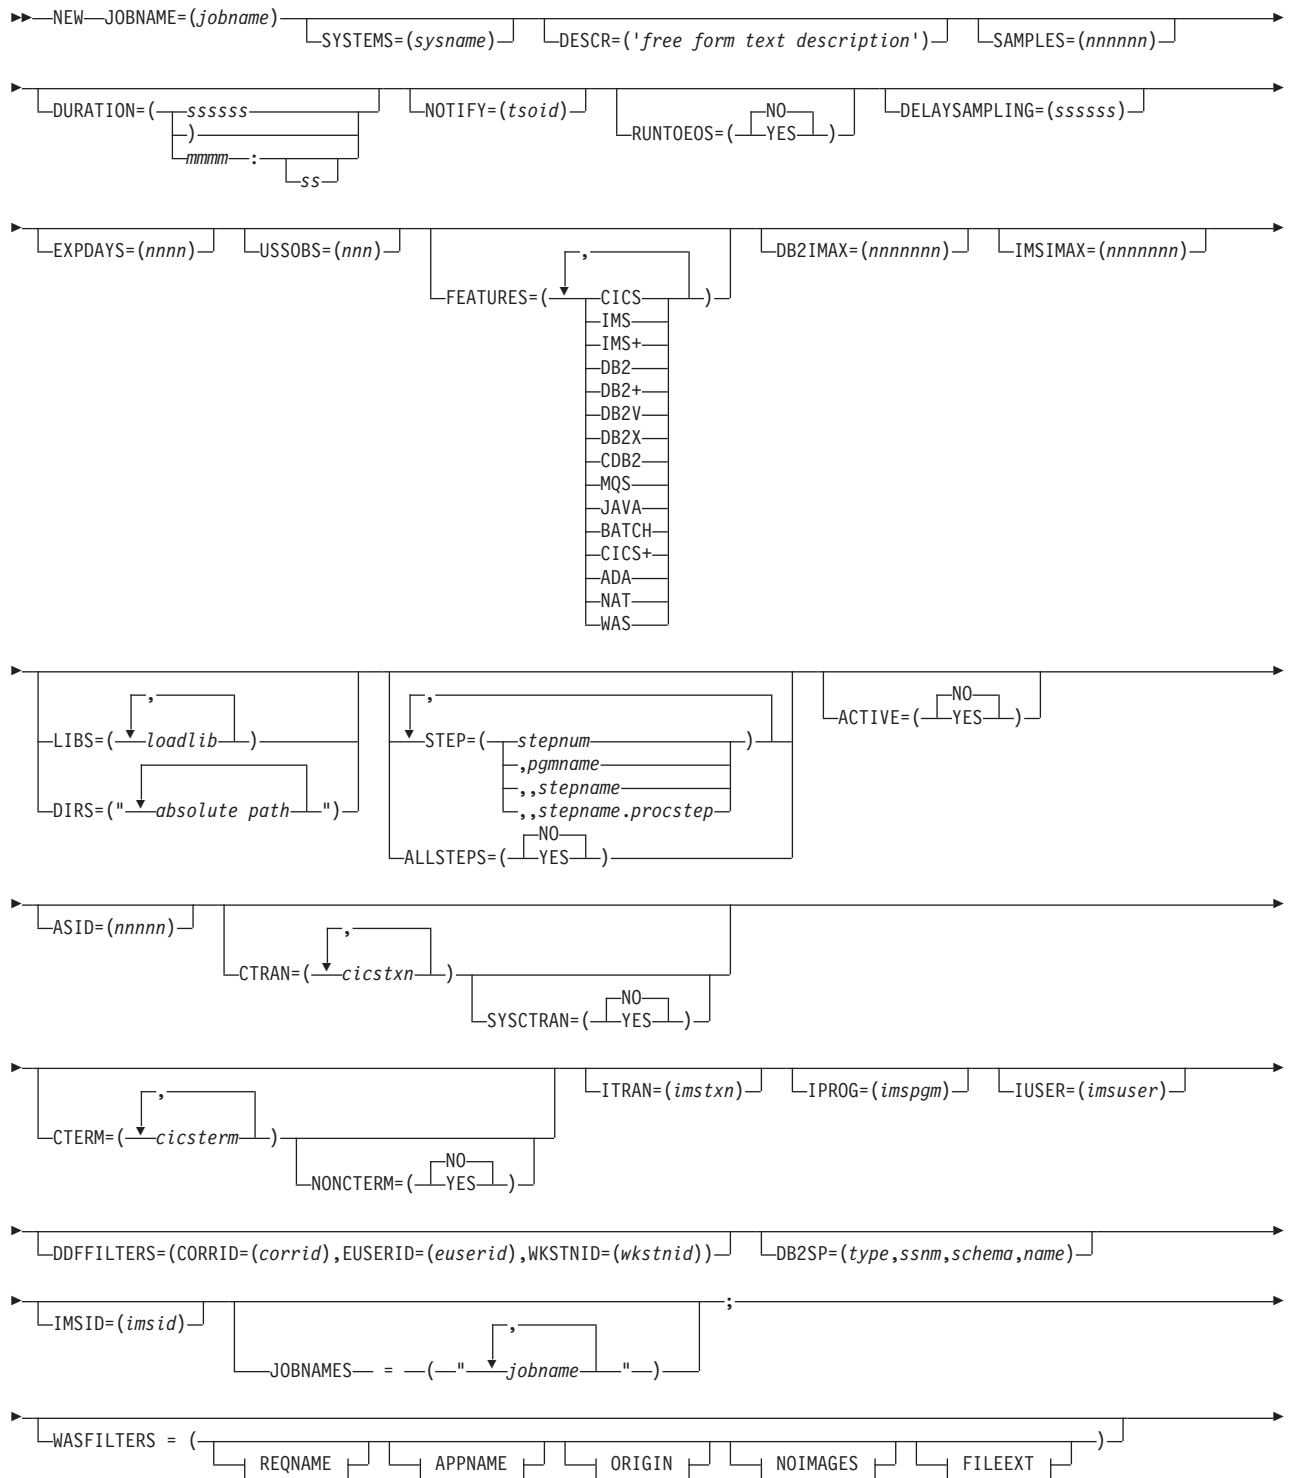 NEW JOBNAME=(jobname)
SYSTEMS=(sysname) DESCR=('free form text description') SAMPLES=(nnnnnn)
DURATION=( ssssss
)
mmmm :
ss
NOTIFY=(tsoid)
NO
RUNTOEOS=( YES )
DELAYSAMPLING=(ssssss)
EXPDAYS=(nnnn) USSOBS=(nnn)
,
FEATURES=( CICS )
IMS
IMS+
DB2
DB2+
DB2V
DB2X
CDB2
MQS
JAVA
BATCH
CICS+
ADA
NAT
WAS
DB2IMAX=(nnnnnnn) IMSIMAX=(nnnnnnn)
,
LIBS=( loadlib )
DIRS=(" absolute path ")
,
STEP=( stepnum )
,pgmname
,,stepname
,,stepname.procstep
NO
ALLSTEPS=( YES )
NO
ACTIVE=( YES )
ASID=(nnnnn)
,
CTRAN=( cicstxn )
NO
SYSCTRAN=( YES )
,
CTERM=( cicsterm )
NO
NONCTERM=( YES )
ITRAN=(imstxn) IPROG=(imspgm) IUSER=(imsuser)
DDFFILTERS=(CORRID=(corrid),EUSERID=(euserid),WKSTNID=(wkstnid)) DB2SP=(type,ssnm,schema,name)
IMSID=(imsid)
,
JOBNAMES = ( " jobname " )
;
WASFILTERS = ( )
REQNAME APPNAME ORIGIN NOIMAGES FILEEXT